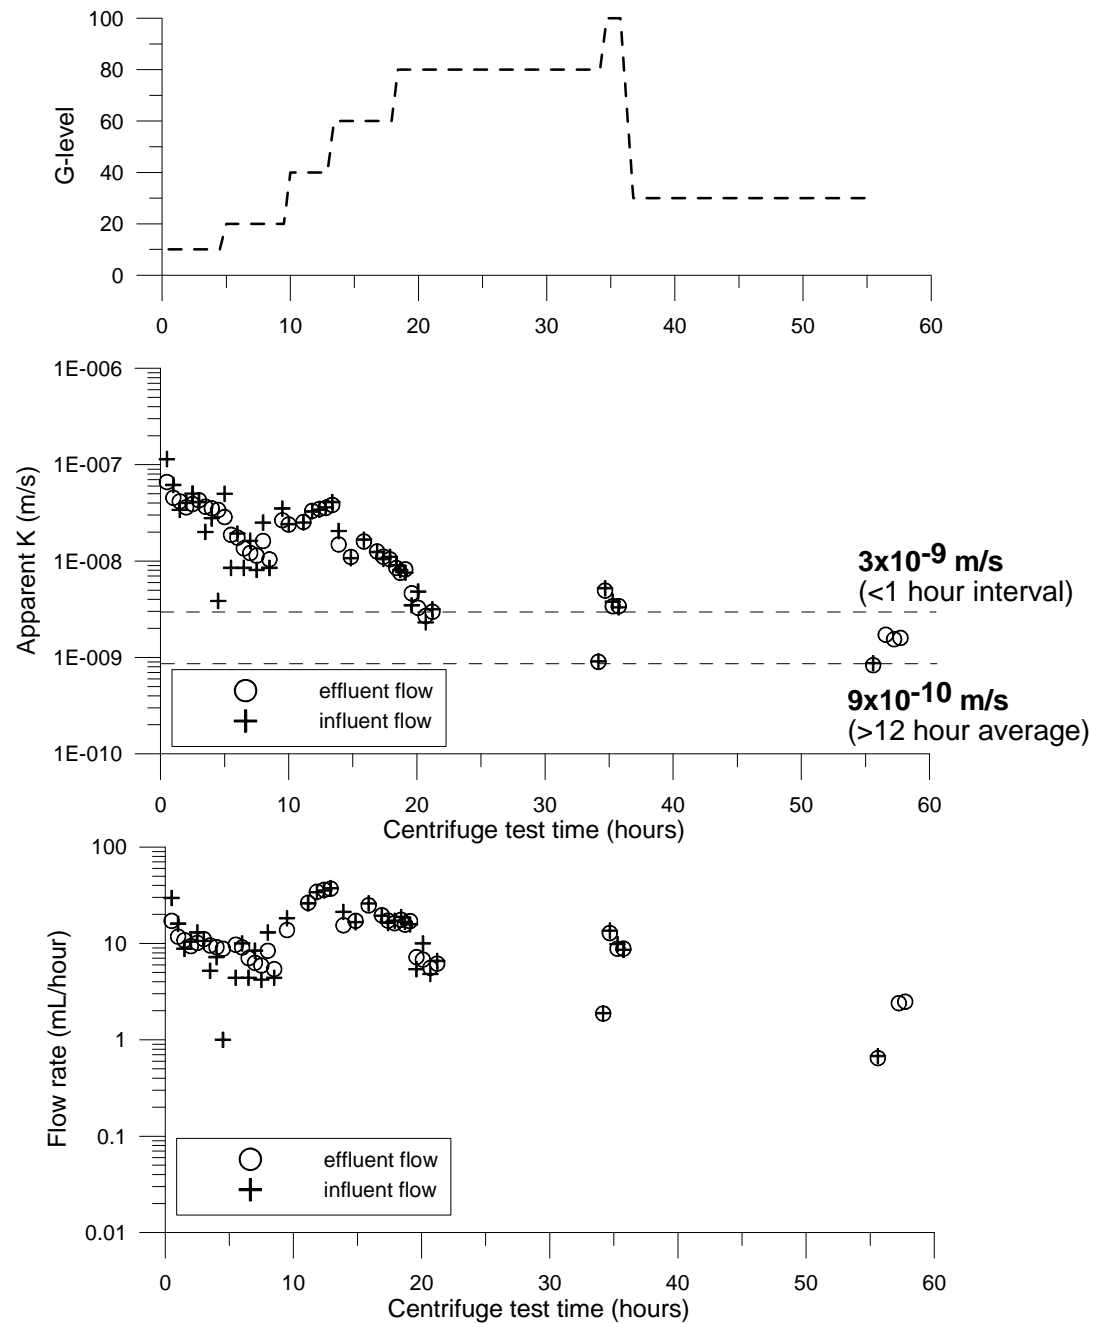 100
80
60
40
20
0
G-level
0 10 20 30 40 50 60
1E-006
1E-007
1E-008
1E-009
1E-010
Apparent K (m/s)
3x10-9 m/s
(<1 hour interval)
9x10-10 m/s
(>12 hour average)
effluent flow
influent flow
0 10 20 30 40 50 60
Centrifuge test time (hours)
100
10
1
0.1
0.01
Flow rate (mL/hour)
effluent flow
influent flow
0 10 20 30 40 50 60
Centrifuge test time (hours)